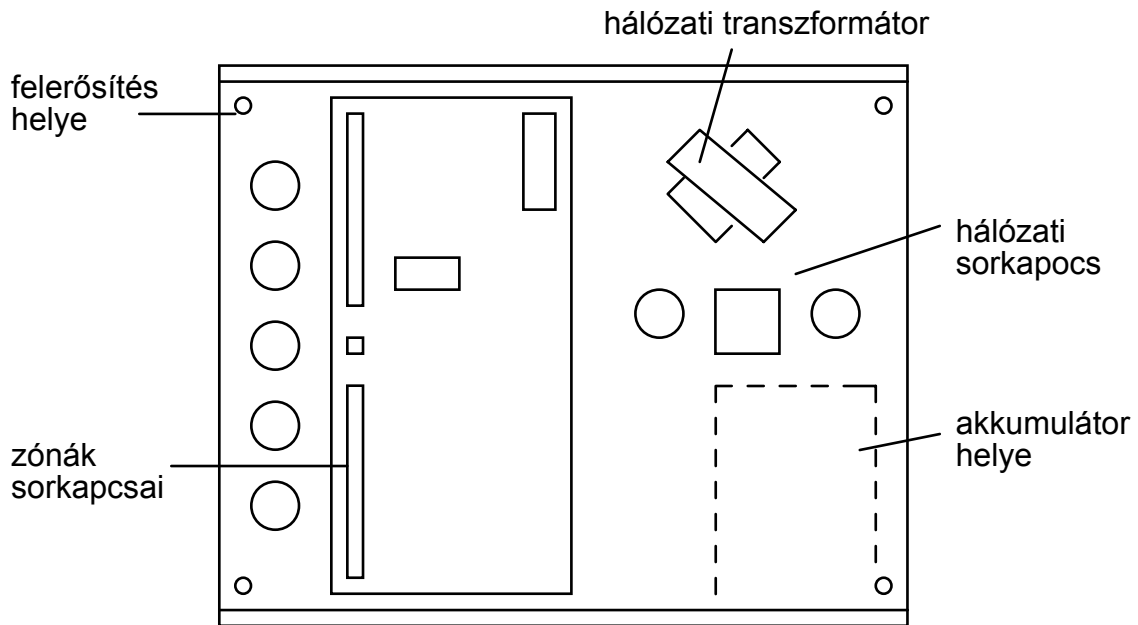 hálózati transzformátor
felerősítés
helye
hálózati
sorkapocs
akkumulátor
helye
zónák
sorkapcsai